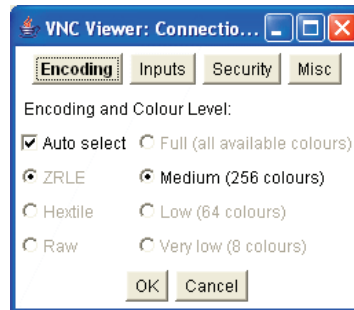 VNC Viewer: Connectio...
Encoding Inputs Security Misc
Encoding and Colour Level:
Auto select Full (all available colours)
ZRLE Medium (256 colours)
Hextile Low (64 colours)
Raw Very low (8 colours)
OK Cancel